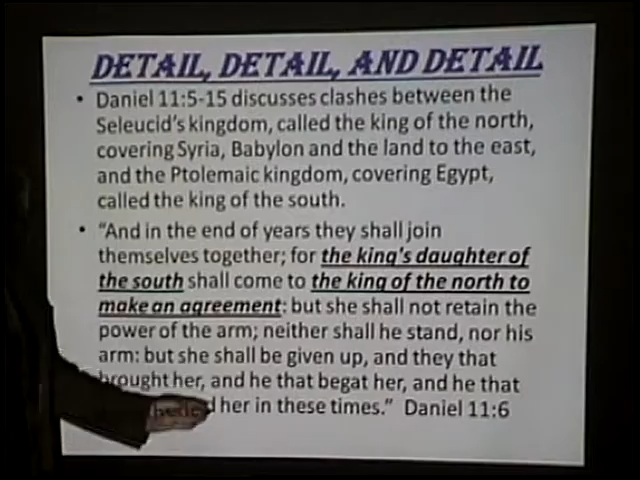 DETAIL, DETAIL, AND DETAIL
• Daniel 11:5-15 discusses clashes between the
Seleucid's kingdom, called the king of the north,
covering Syria, Babylon and the land to the east,
and the Ptolemaic kingdom, covering Egypt,
called the king of the south.
• “And in the end of years they shall join
themselves together; for the king's daughter of
the south shall come to the king of the north to
make an agreement: but she shall not retain the
power of the arm; neither shall he stand, nor his
arm: but she shall be given up, and they that
brought her, and he that begat her, and he that
her in these times.” Daniel 11:6